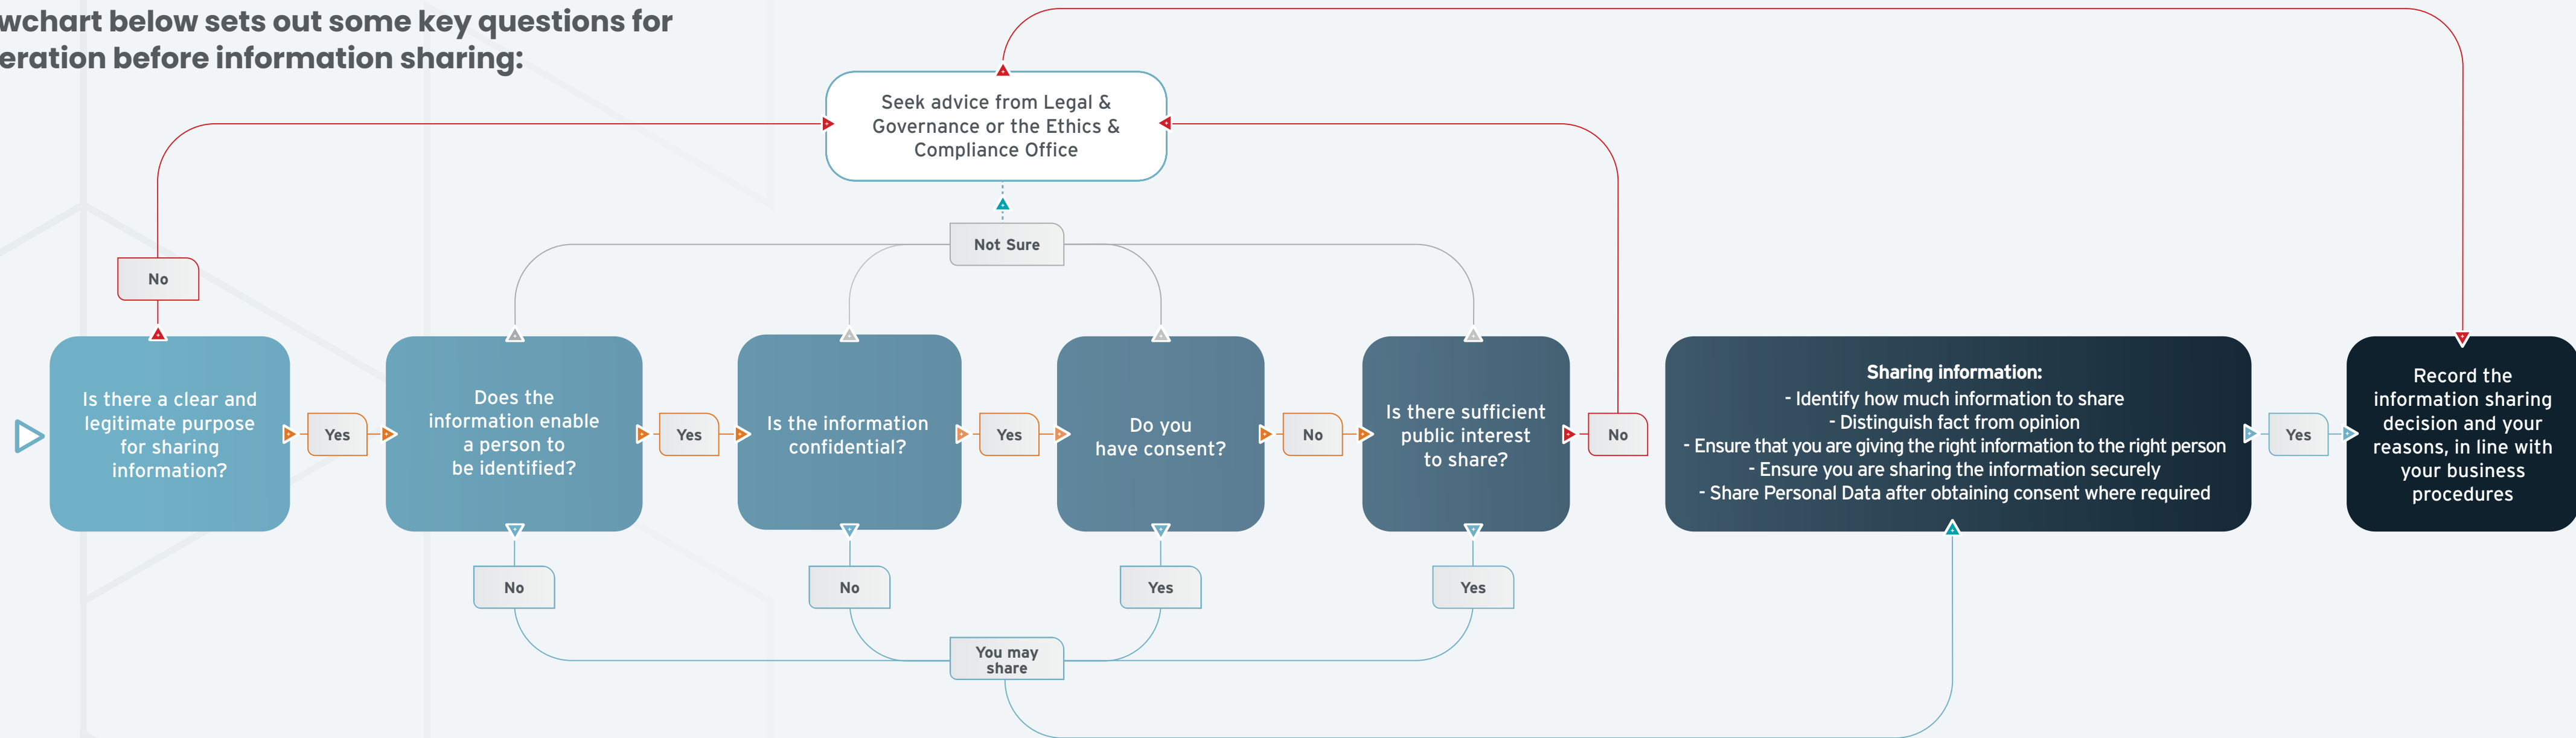 wchart below sets out some key questions for
eration before information sharing:
Seek advice from Legal &
Governance or the Ethics &
Compliance Office
Not Sure
No
Is there a clear and
legitimate purpose
for sharing
information?
Yes
Does the
information enable
a person to
be identified?
Yes
Is the information
confidential?
Yes
Do you
have consent?
No
Is there sufficient
public interest
to share?
No
Sharing information:
- Identify how much information to share
- Distinguish fact from opinion
- Ensure that you are giving the right information to the right person
- Ensure you are sharing the information securely
- Share Personal Data after obtaining consent where required
Yes
Record the
information sharing
decision and your
reasons, in line with
your business
procedures
No
No
Yes
Yes
You may
share